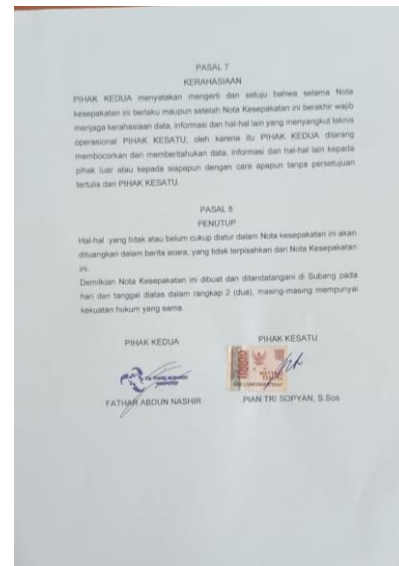 PASAL 7
KERAHASIAAN
PIHAK KEDUA menyatakan mengerti dan setuju bahwa selama Nota
kesepakatan ini berlaku maupun setelah Nota Kesepakatan ini berakhir wajib
menjaga kerahasiaan data, informasi dan hal-hal lain yang menyangkut teknis
operasional PIHAK KESATU, oleh karena itu PIHAK KEDUA dilarang
membocorkan dan memberitahukan data, informasi dan hal-hal lain kepada
pihak luar atau kepada siapapun dengan cara apapun tanpa persetujuan
tertulis dari PIHAK KESATU.
PASAL 8
PENUTUP
Hal-hal yang tidak atau belum cukup diatur dalam Nota kesepakatan ini akan
dituangkan dalam berita acara, yang tidak terpisahkan dari Nota Kesepakatan
ini.
Demikian Nota Kesepakatan ini dibuat dan ditandatangani di Subang pada
hari dan tanggal diatas dalam rangkap 2 (dua), masing-masing mempunyai
kekuatan hukum yang sama.
PIHAK KEDUA PIHAK KESATU
10000
FATHAR ABDUN NASHIR PIAN TRI SOPYAN, S.Sos